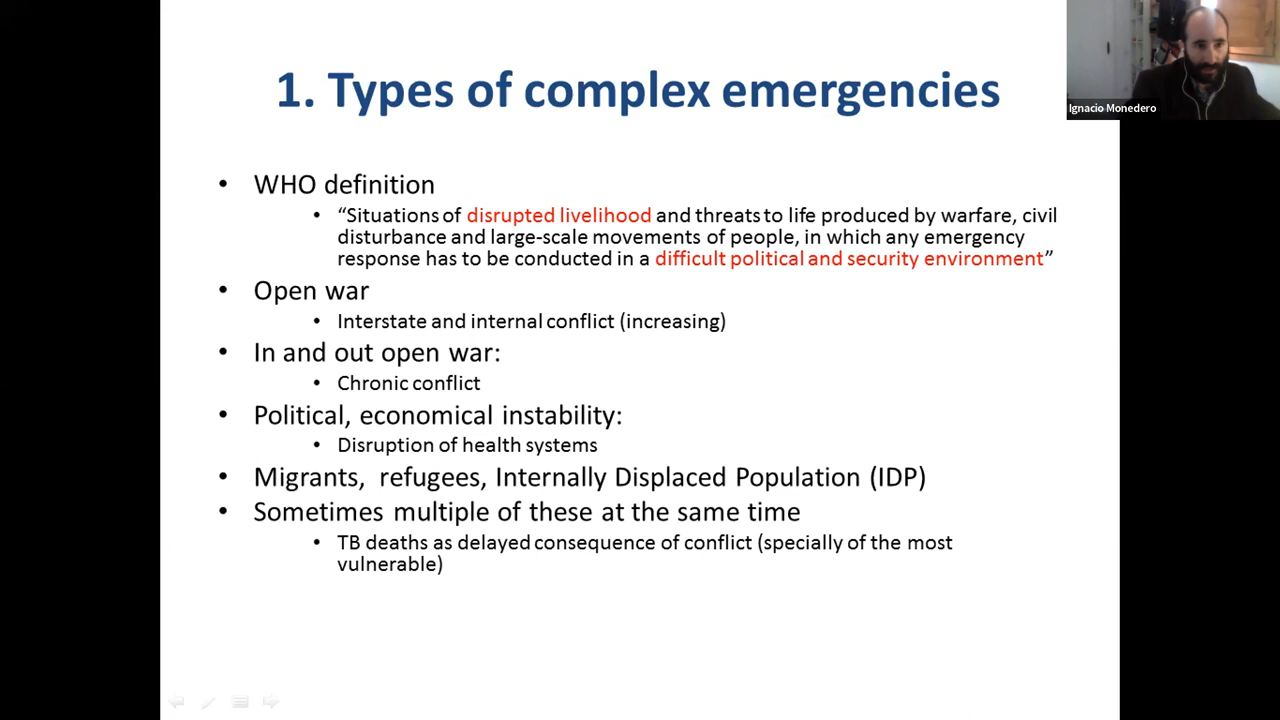 1. Types of complex emergencies
Ignacio Monedero
• WHO definition
• “Situations of disrupted livelihood and threats to life produced by warfare, civil
disturbance and large-scale movements of people, in which any emergency
response has to be conducted in a difficult political and security environment”
• Open war
• Interstate and internal conflict (increasing)
• In and out open war:
• Chronic conflict
• Political, economical instability:
• Disruption of health systems
• Migrants, refugees, Internally Displaced Population (IDP)
• Sometimes multiple of these at the same time
• TB deaths as delayed consequence of conflict (specially of the most
vulnerable)